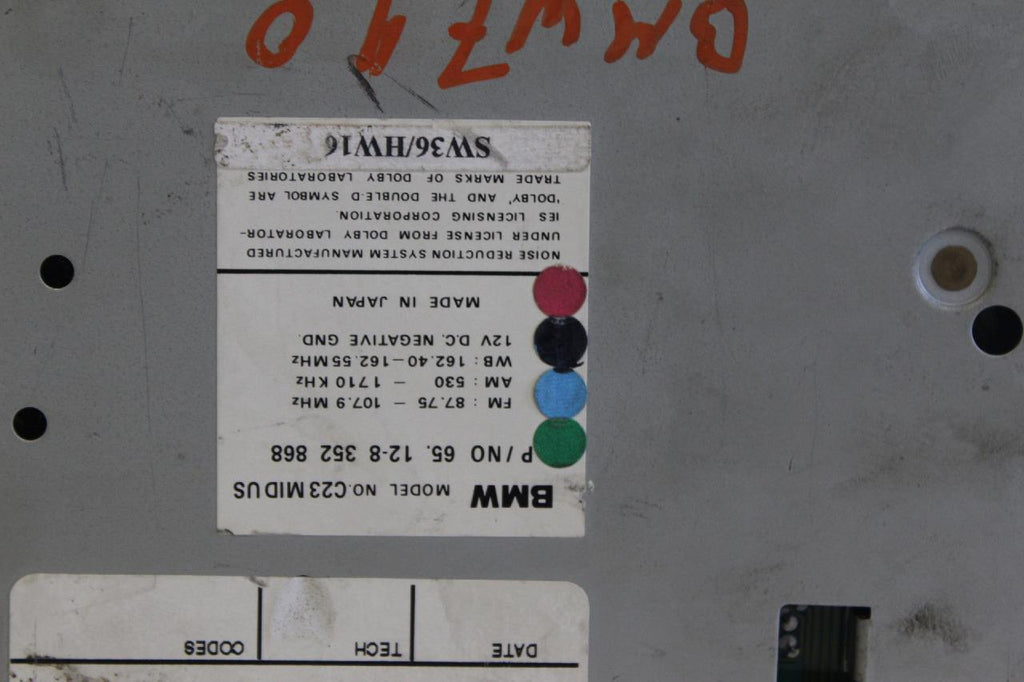 DATE TECH CODES
BMW MODEL NO.C23 MID US
P/NO 65. 12-8 352 868
FM : 87.75 – 107.9 MHz
AM : 530 – 1710 KHz
WB : 162.40–162.55 MHz
12V D.C. NEGATIVE GND.
MADE IN JAPAN
NOISE REDUCTION SYSTEM MANUFACTURED
UNDER LICENSE FROM DOLBY LABORATOR-
IES LICENSING CORPORATION.
'DOLBY' AND THE DOUBLE-D SYMBOL ARE
TRADE MARKS OF DOLBY LABORATORIES
SW36/HW16
BMW740